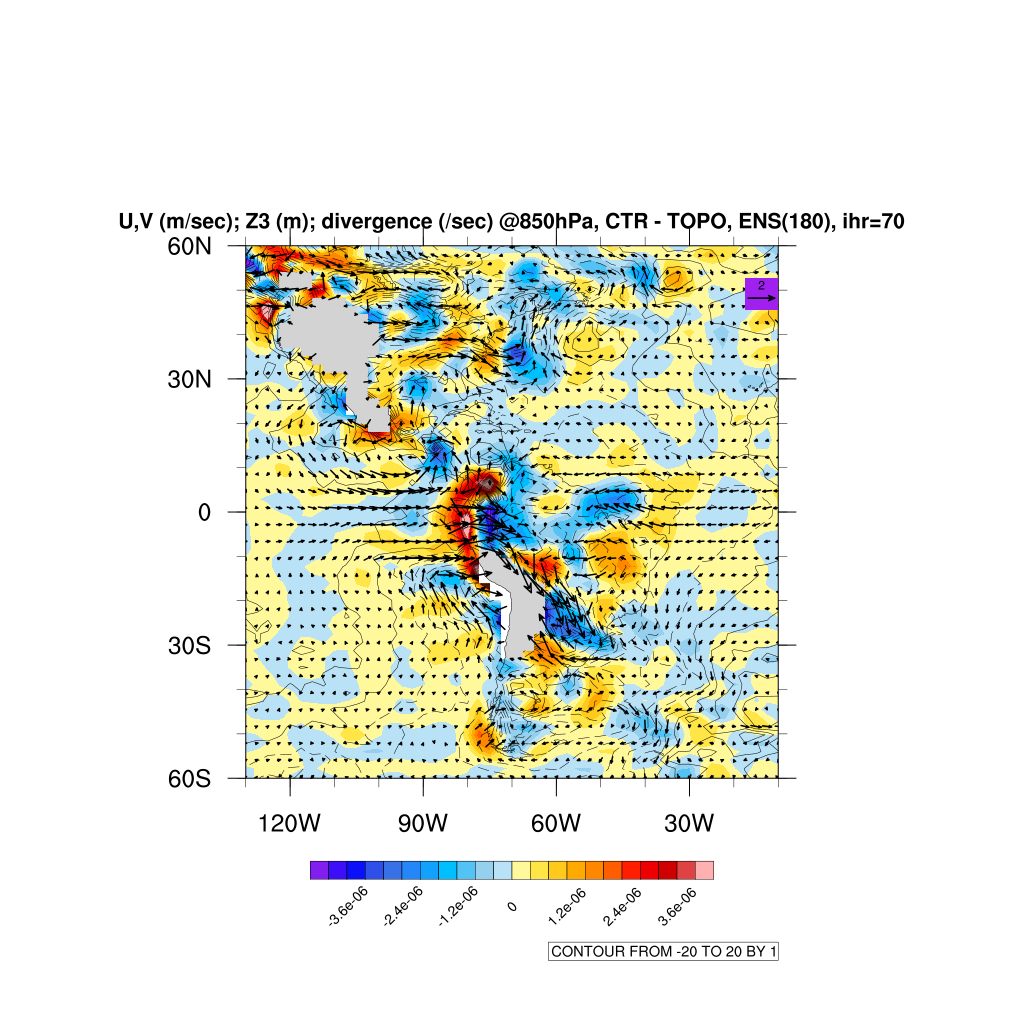 U,V (m/sec); Z3 (m); divergence (/sec) @850hPa, CTR - TOPO, ENS(180), ihr=70
60N
2
30N
0
30S
60S
120W 90W 60W 30W
-3.6e-06 -2.4e-06 -1.2e-06 0 1.2e-06 2.4e-06 3.6e-06
CONTOUR FROM -20 TO 20 BY 1